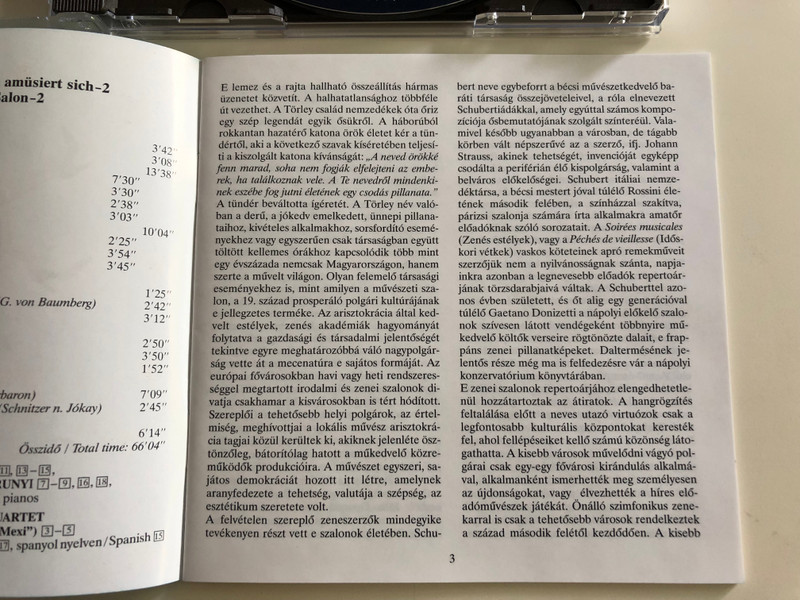 amüsiert sich-2
alon-2
3'42"
3'08"
13'38"
7'30"
3'30"
2'38"
3'03"
10'04"
2'25"
3'54"
3'45"
1'25"
G. von Baumberg) 2'42"
3'12"
2'50"
3'50"
1'52"
baron) 7'09"
(Schnitzer n. Jókay) 2'45"
6'14"
Összidő / Total time: 66'04"
11, 13–15,
RUNYI 7–9, 16, 18,
pianos
ARTET
Mexi") 3–5
17, spanyol nyelven/Spanish 15
E lemez és a rajta hallható összeállítás hármas
üzenetet közvetít. A halhatatlansághoz többféle
út vezethet. A Törley család nemzedékek óta őriz
egy szép legendát egyik ősükről. A háborúból
rokkantan hazatérő katona örök életet kér a tün-
dértől, aki a következő szavak kíséretében teljesí-
ti a kiszolgált katona kívánságát: „A neved örökké
fenn marad, soha nem fogják elfelejteni az embe-
rek, ha találkoznak vele. A Te nevedről mindenki-
nek eszébe fog jutni életének egy csodás pillanata."
A tündér beváltotta ígéretét. A Törley név való-
ban a derű, a jókedv emelkedett, ünnepi pillana-
taihoz, kivételes alkalmakhoz, sorsfordító esemé-
nyekhez vagy egyszerűen csak társaságban együtt
töltött kellemes órákhoz kapcsolódik több mint
egy évszázada nemcsak Magyarországon, hanem
szerte a művelt világon. Olyan felemelő társasági
eseményekhez is, mint amilyen a művészeti sza-
lon, a 19. század prosperáló polgári kultúrájának
e jellegzetes terméke. Az arisztokrácia által ked-
velt estélyek, zenés akadémiák hagyományát
folytatva a gazdasági és társadalmi jelentőségét
tekintve egyre meghatározóbbá váló nagypolgár-
ság vette át a mecenatúra e sajátos formáját. Az
európai fővárosokban havi vagy heti rendszeres-
séggel megtartott irodalmi és zenei szalonok di-
vatja csakhamar a kisvárosokban is tért hódított.
Szereplői a tehetősebb helyi polgárok, az értel-
miség, meghívottjai a lokális művész arisztokrá-
cia tagjai közül kerültek ki, akiknek jelenléte ösz-
tönzőleg, bátorítólag hatott a műkedvelő közre-
működők produkcióira. A művészet egyszeri, sa-
játos demokráciát hozott itt létre, amelynek
aranyfedezete a tehetség, valutája a szépség, az
esztétikum szeretete volt.
A felvételen szereplő zeneszerzők mindegyike
tevékenyen részt vett e szalonok életében. Schu-
bert neve egybeforrt a bécsi művészetkedvelő ba-
ráti társaság összejöveteleivel, a róla elnevezett
Schubertiádákkal, amely egyúttal számos kompo-
zíciója ősbemutatójának szolgált színteréül. Vala-
mivel később ugyanabban a városban, de tágabb
körben vált népszerűvé az a szerző, ifj. Johann
Strauss, akinek tehetségét, invencióját egyképp
csodálta a periférián élő kispolgárság, valamint a
belváros előkelőségei. Schubert itáliai nemze-
déktársa, a bécsi mestert jóval túlélő Rossini éle-
tének második felében, a színházzal szakítva,
párizsi szalonja számára írta alkalmakra amatőr
előadóknak szóló sorozatait. A Soirées musicales
(Zenés estélyek), vagy a Péchés de vieillesse (Idős-
kori vétkek) vaskos köteteinek apró remekműveit
szerzőjük nem a nyilvánosságnak szánta, napja-
inkra azonban a legnevesebb előadók repertoár-
jának törzsdarabjaivá váltak. A Schuberttel azo-
nos évben született, és őt alig egy generációval
túlélő Gaetano Donizetti a nápolyi előkelő szalo-
nok szívesen látott vendégeként többnyire mű-
kedvelő költők verseire rögtönözte dalait, e frap-
páns zenei pillanatképeket. Daltermésének je-
lentős része még ma is felfedezésre vár a nápolyi
konzervatórium könyvtárában.
E zenei szalonok repertoárjához elengedhetetle-
nül hozzátartoztak az átiratok. A hangrögzítés
feltalálása előtt a neves utazó virtuózok csak a
legfontosabb kulturális központokat keresték
fel, ahol fellépéseiket kellő számú közönség láto-
gathatta. A kisebb városok művelődni vágyó pol-
gárai csak egy-egy fővárosi kirándulás alkalmá-
val, alkalmanként ismerhették meg személyesen
az újdonságokat, vagy élvezhették a híres elő-
adóművészek játékát. Önálló szimfonikus zene-
karral is csak a tehetősebb városok rendelkeztek
a század második felétől kezdődően. A kisebb
3